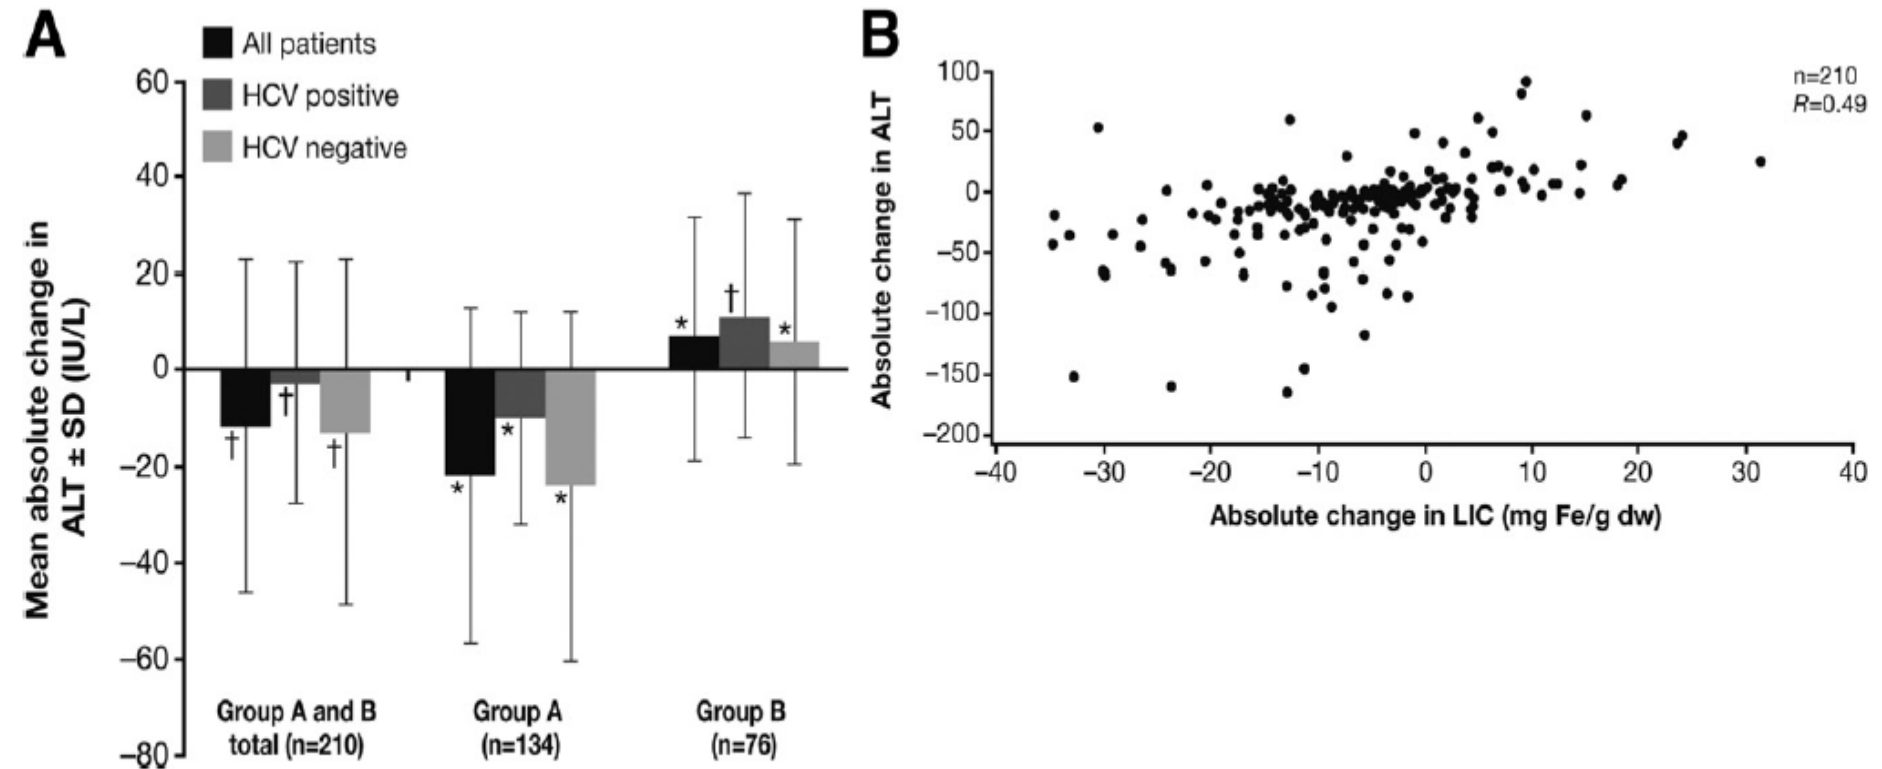 A
All patients
HCV positive
HCV negative
Mean absolute change in
ALT ± SD (IU/L)
60
40
20
0
–20
–40
–60
–80
†
†
†
*
*
*
*
†
*
Group A and B
total (n=210)
Group A
(n=134)
Group B
(n=76)
B
n=210
R=0.49
Absolute change in ALT
100
50
0
–50
–100
–150
–200
–40 –30 –20 –10 0 10 20 30 40
Absolute change in LIC (mg Fe/g dw)